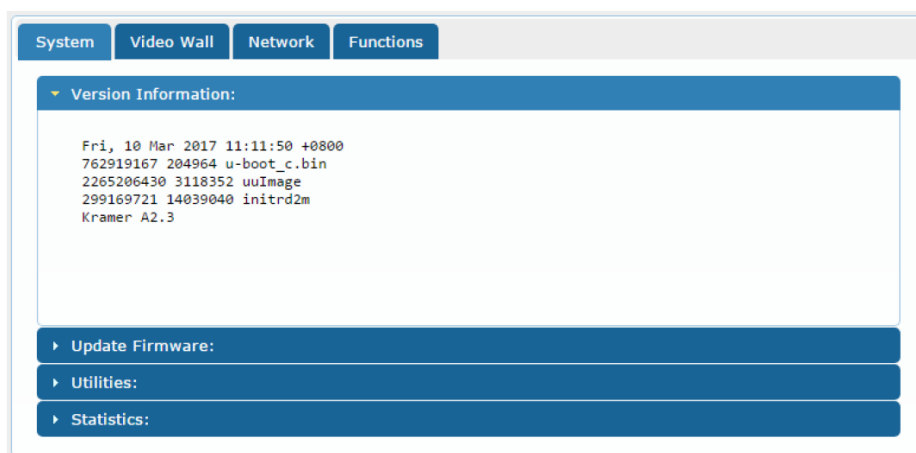 System Video Wall Network Functions
Version Information:
Fri, 10 Mar 2017 11:11:50 +0800
762919167 204964 u-boot_c.bin
2265206430 3118352 uuImage
299169721 14039040 initrd2m
Kramer A2.3
Update Firmware:
Utilities:
Statistics: